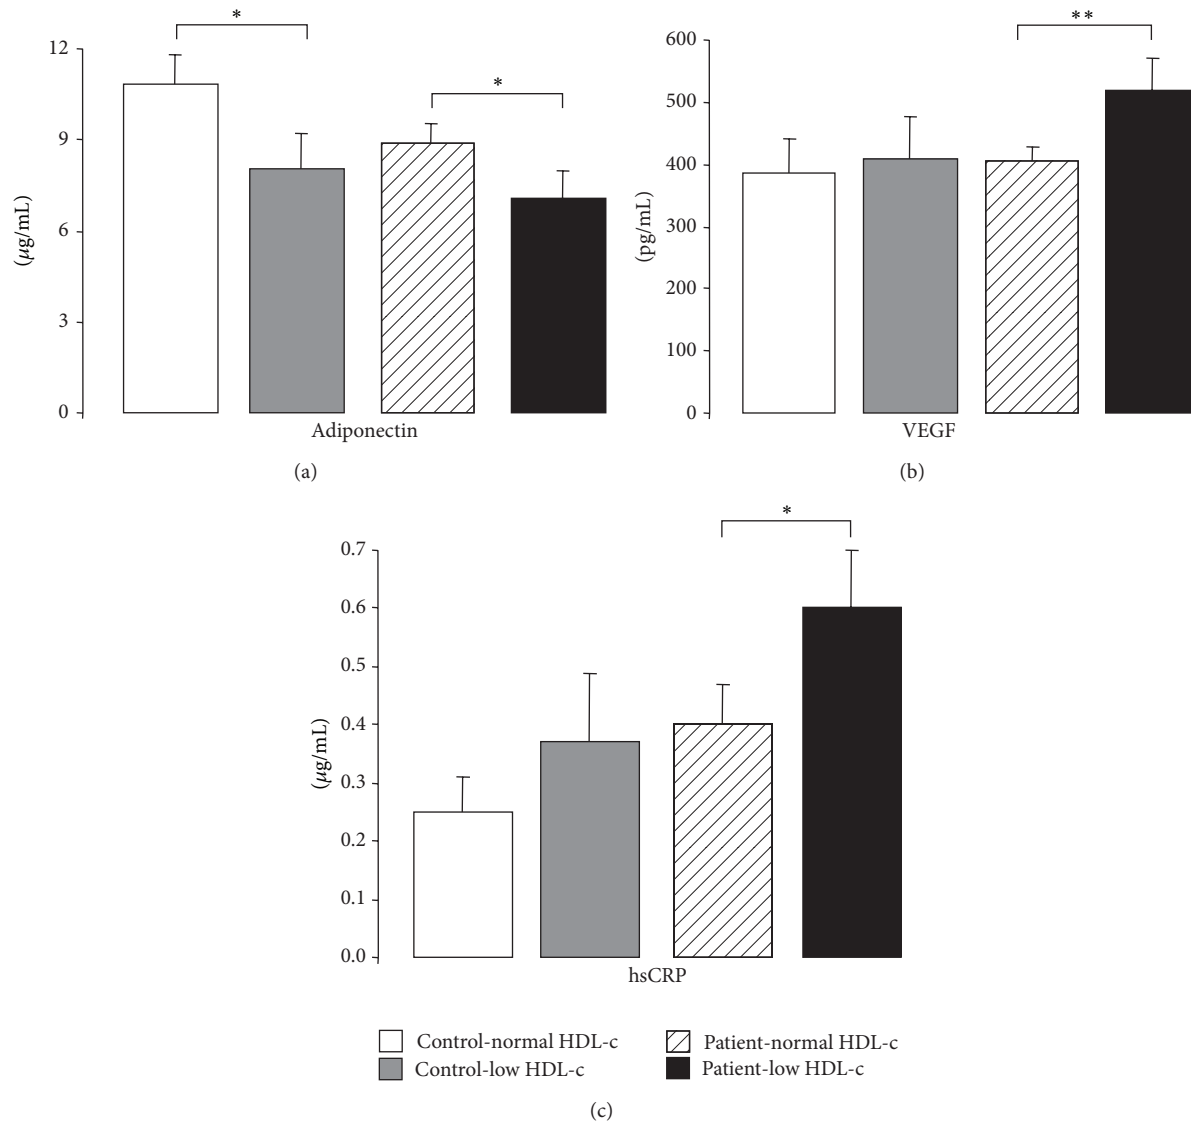 *
*
12
9
6
3
0
(μg/mL)
Adiponectin
(a)
**
600
500
400
300
200
100
0
(pg/mL)
VEGF
(b)
*
0.7
0.6
0.5
0.4
0.3
0.2
0.1
0.0
(μg/mL)
hsCRP
Control-normal HDL-c
Patient-normal HDL-c
Control-low HDL-c
Patient-low HDL-c
(c)